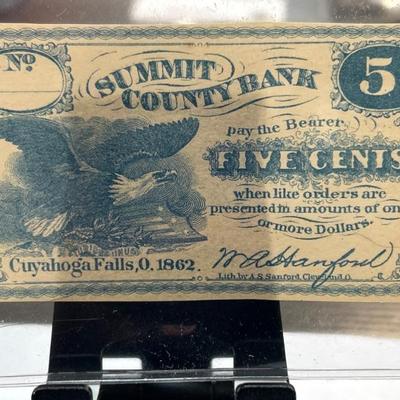 No
SUMMIT
COUNTY BANK
5
pay the Bearer
FIVE CENTS
when like orders are
presented in amounts of one
or more Dollars.
Cuyahoga Falls, O. 1862.
W A Hanford
Lith. by A.S. Sanford, Cleveland, O.